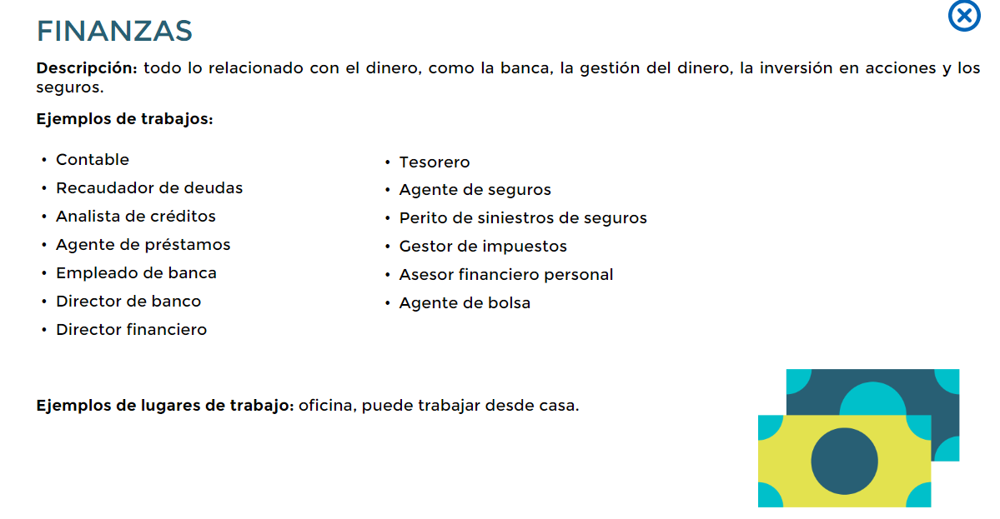 FINANZAS
Descripción: todo lo relacionado con el dinero, como la banca, la gestión del dinero, la inversión en acciones y los
seguros.
Ejemplos de trabajos:
• Contable
• Recaudador de deudas
• Analista de créditos
• Agente de préstamos
• Empleado de banca
• Director de banco
• Director financiero
• Tesorero
• Agente de seguros
• Perito de siniestros de seguros
• Gestor de impuestos
• Asesor financiero personal
• Agente de bolsa
Ejemplos de lugares de trabajo: oficina, puede trabajar desde casa.